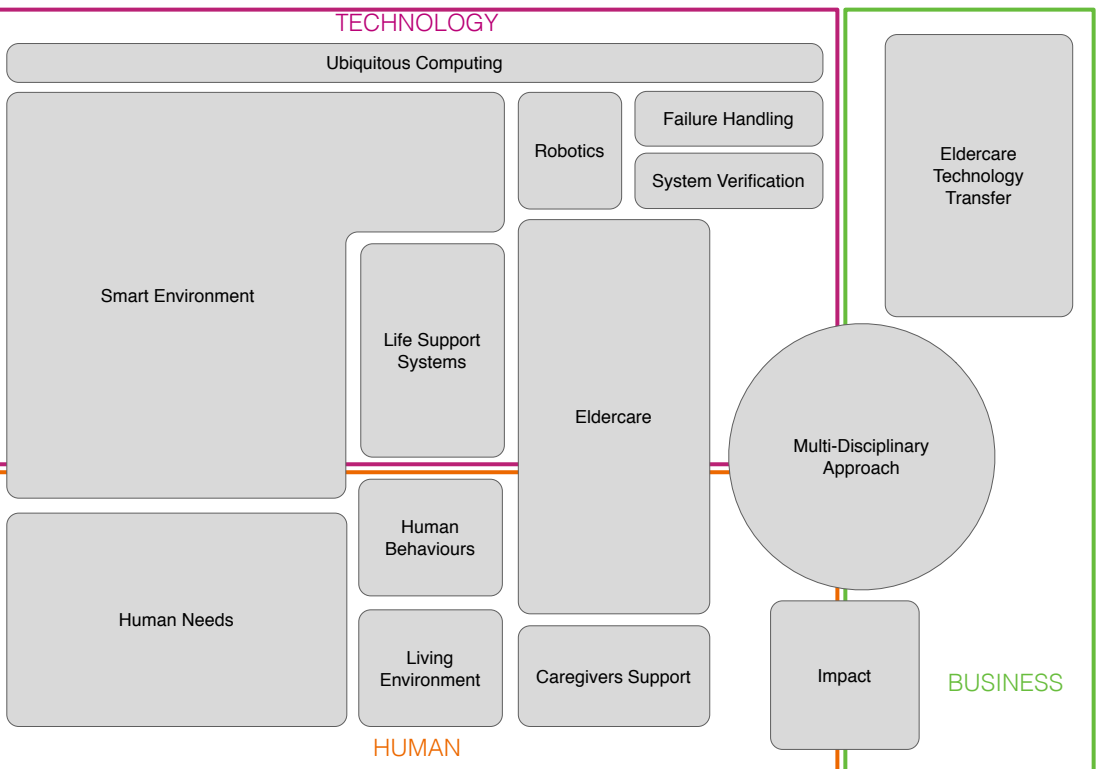 TECHNOLOGY
Ubiquitous Computing
Robotics
Failure Handling
System Verification
Eldercare
Technology
Transfer
Smart Environment
Life Support
Systems
Eldercare
Multi-Disciplinary
Approach
Human
Behaviours
Human Needs
Living
Environment
Caregivers Support
Impact
BUSINESS
HUMAN